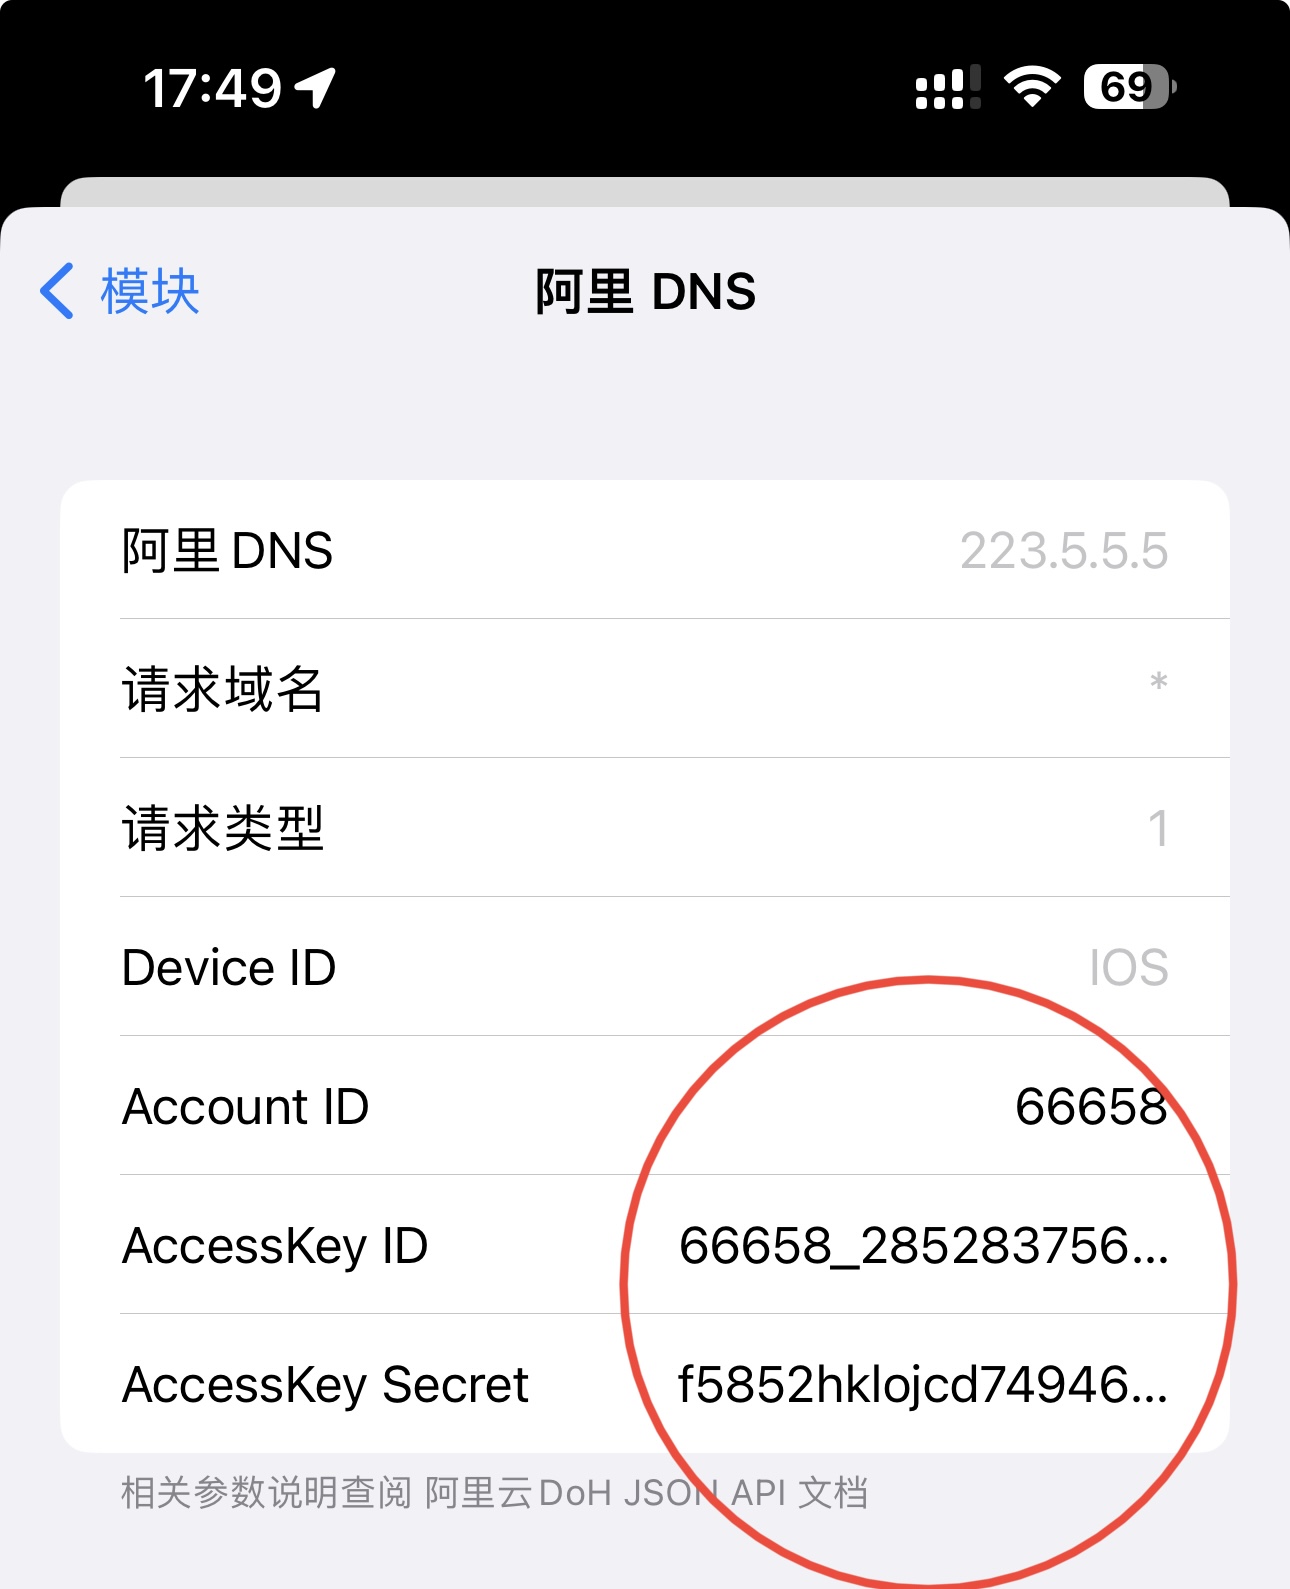 17:49
69
模块
阿里 DNS
阿里 DNS 223.5.5.5
请求域名 *
请求类型 1
Device ID IOS
Account ID 66658
AccessKey ID 66658_285283756...
AccessKey Secret f5852hklojcd74946...
相关参数说明查阅 阿里云 DoH JSON API 文档